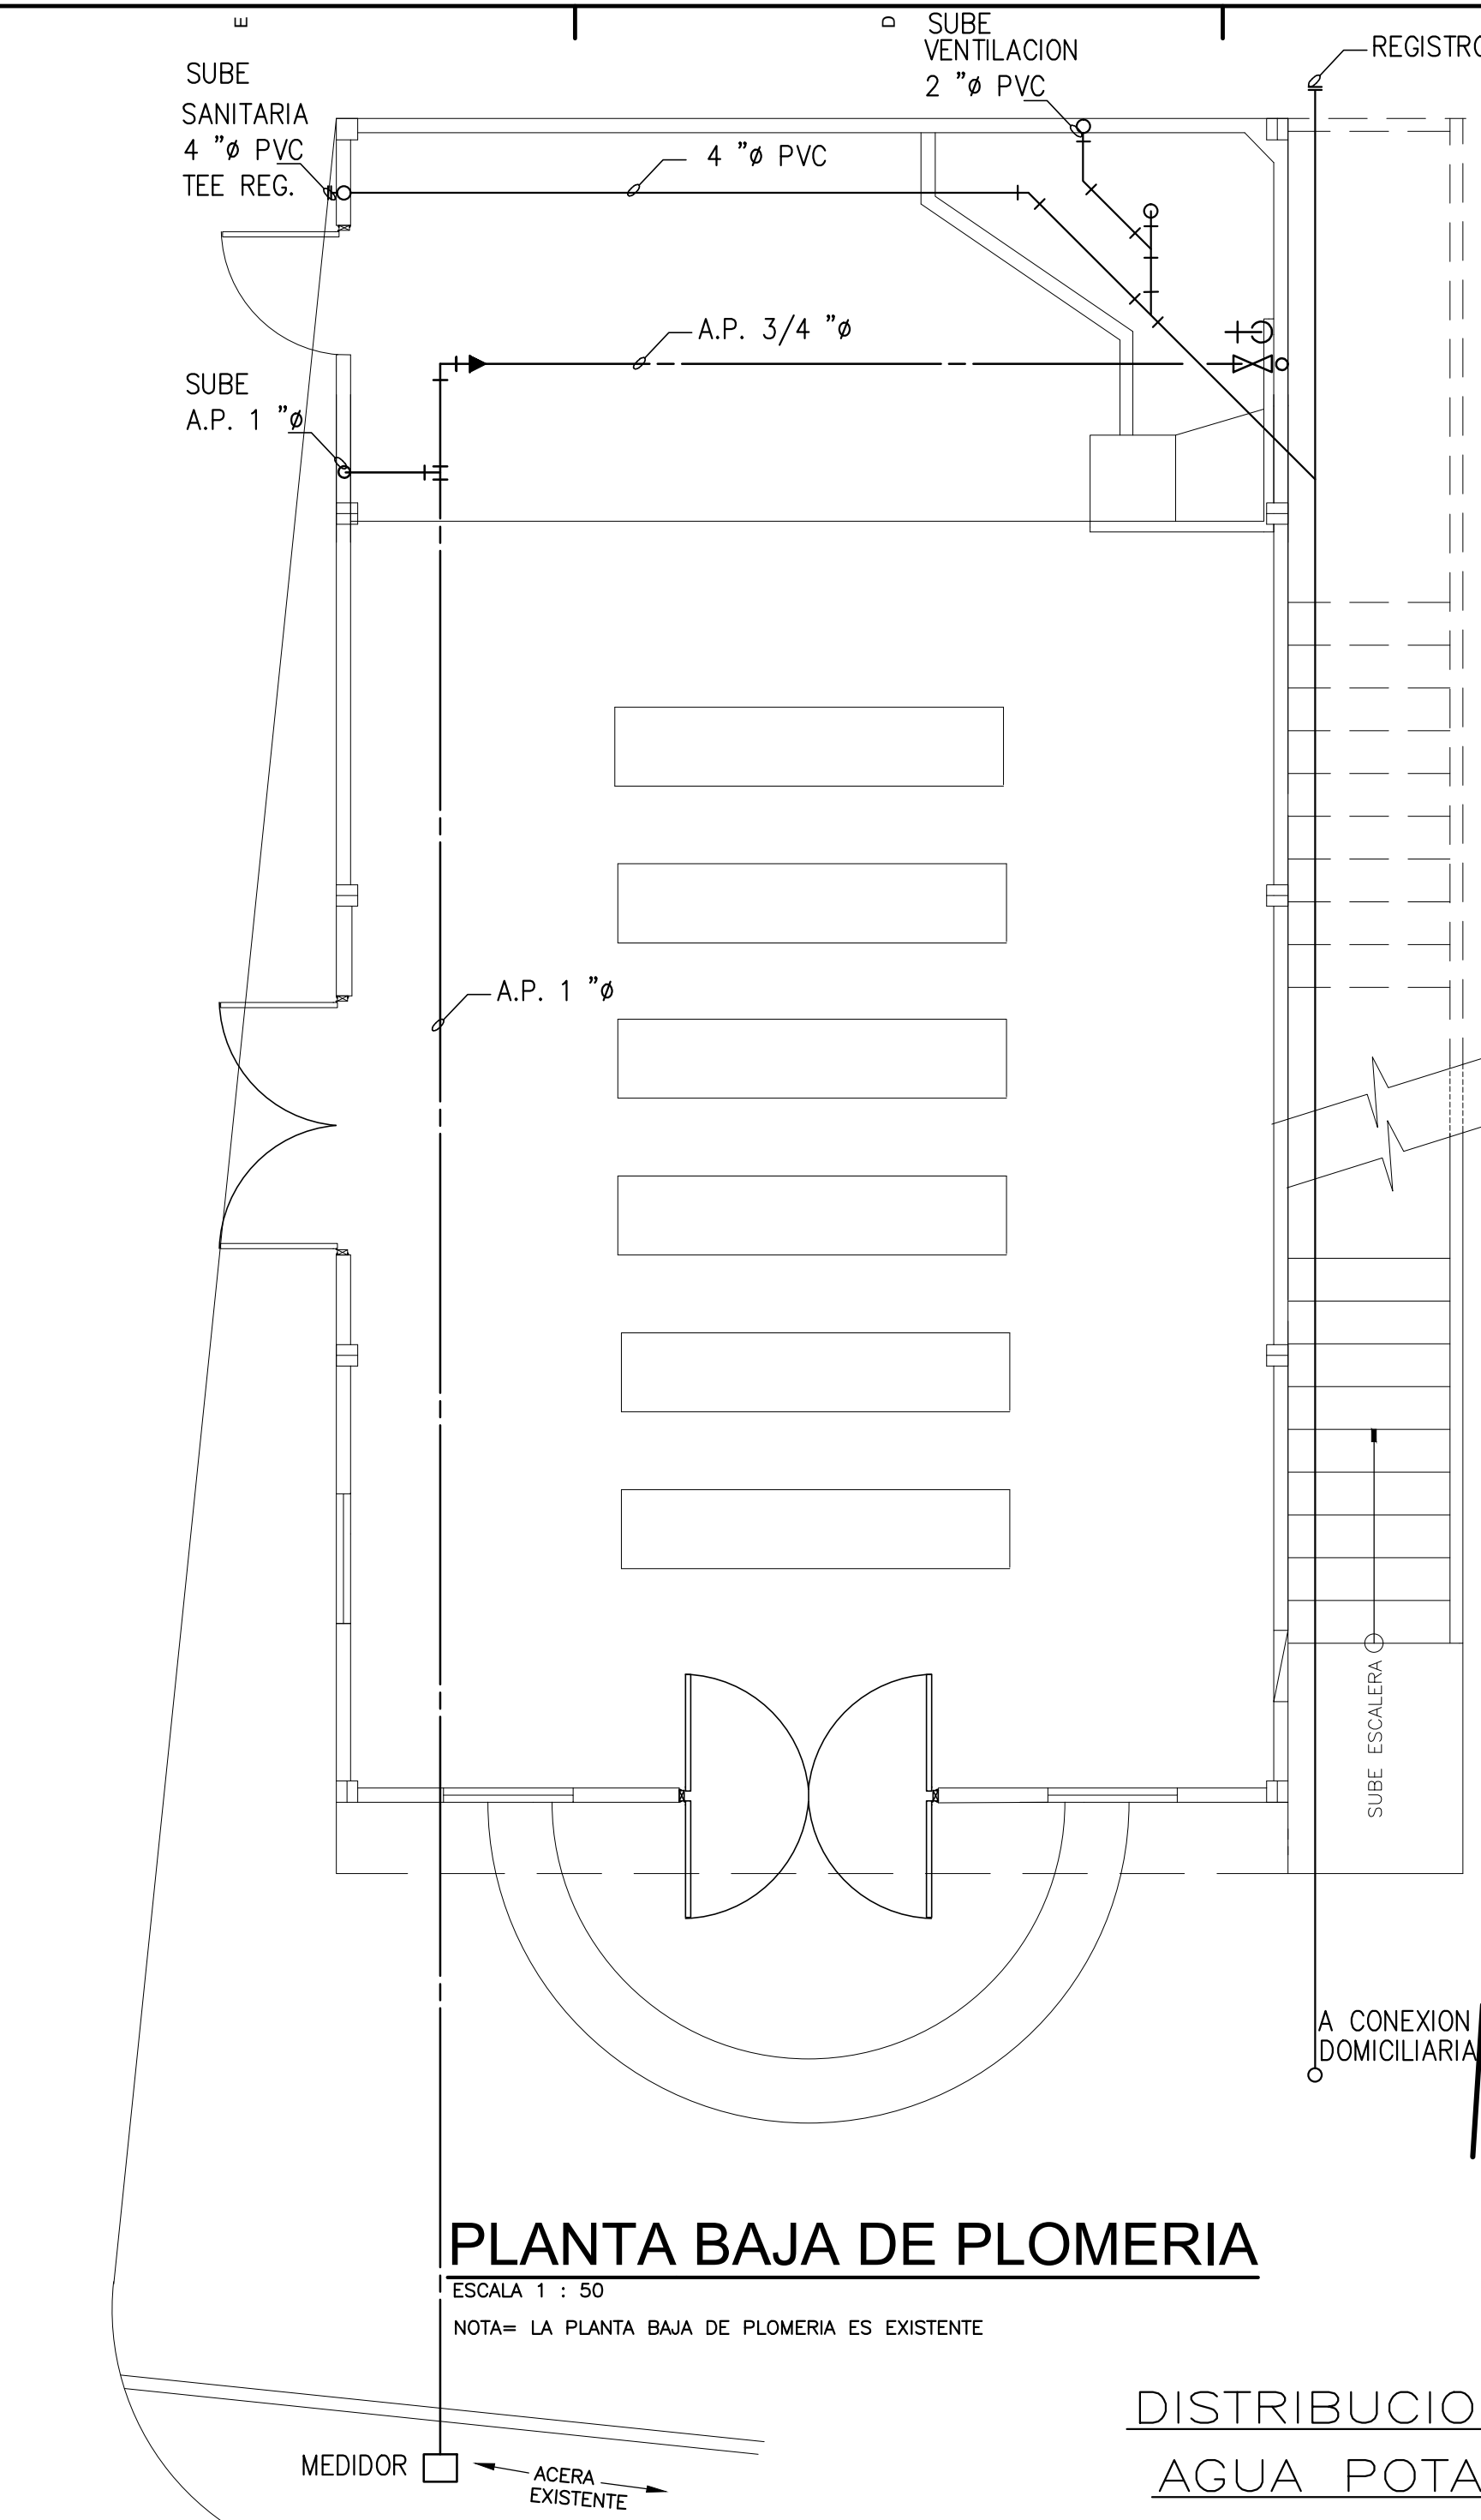 E
D
SUBE
VENTILACION
2 "ø PVC
REGISTRO
SUBE
SANITARIA
4 "ø PVC
TEE REG.
4 "ø PVC
A.P. 3/4 "ø
SUBE
A.P. 1 "ø
A.P. 1 "ø
SUBE ESCALERA
A CONEXION
DOMICILIARIA
PLANTA BAJA DE PLOMERIA
ESCALA 1 : 50
NOTA= LA PLANTA BAJA DE PLOMERIA ES EXISTENTE
DISTRIBUCIO
AGUA POTA
MEDIDOR
ACERA
EXISTENTE